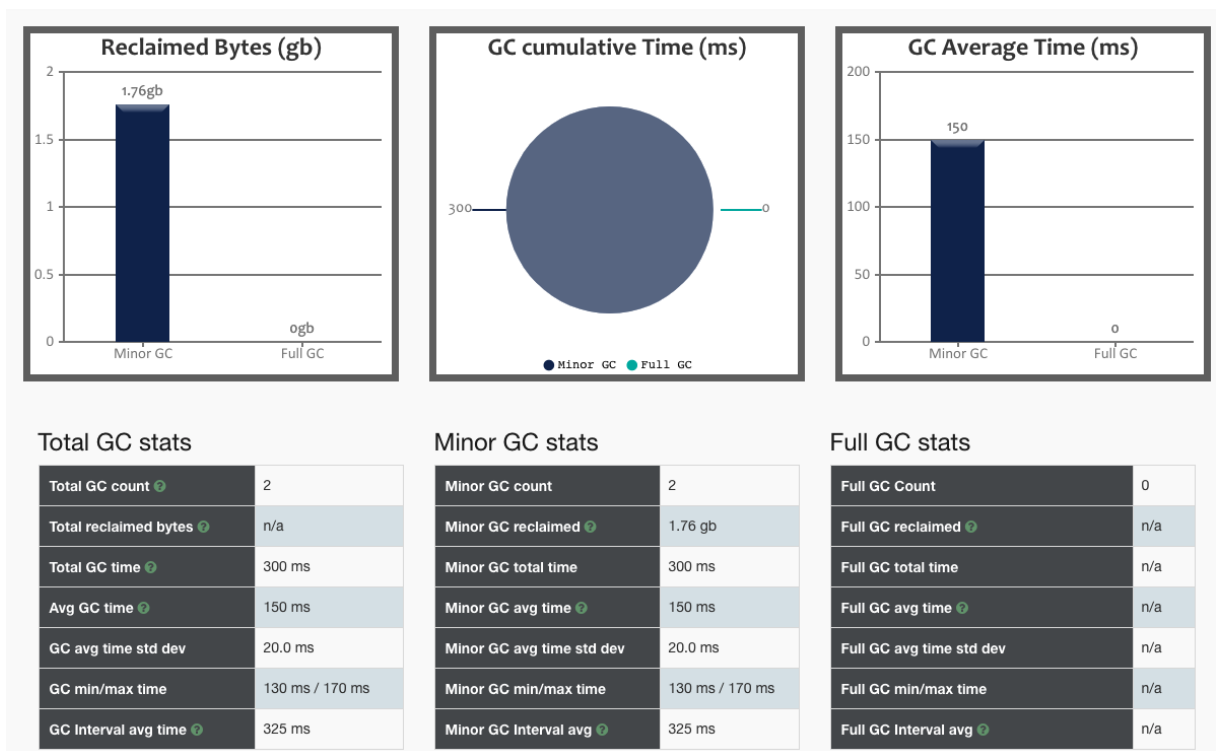 Reclaimed Bytes (gb)
2
1.5
1
0.5
0
1.76gb
0gb
Minor GC
Full GC
GC cumulative Time (ms)
300
0
Minor GC
Full GC
GC Average Time (ms)
200
150
100
50
0
150
0
Minor GC
Full GC
Total GC stats
Total GC count 2
Total reclaimed bytes n/a
Total GC time 300 ms
Avg GC time 150 ms
GC avg time std dev 20.0 ms
GC min/max time 130 ms / 170 ms
GC Interval avg time 325 ms
Minor GC stats
Minor GC count 2
Minor GC reclaimed 1.76 gb
Minor GC total time 300 ms
Minor GC avg time 150 ms
Minor GC avg time std dev 20.0 ms
Minor GC min/max time 130 ms / 170 ms
Minor GC Interval avg 325 ms
Full GC stats
Full GC Count 0
Full GC reclaimed n/a
Full GC total time n/a
Full GC avg time n/a
Full GC avg time std dev n/a
Full GC min/max time n/a
Full GC Interval avg n/a